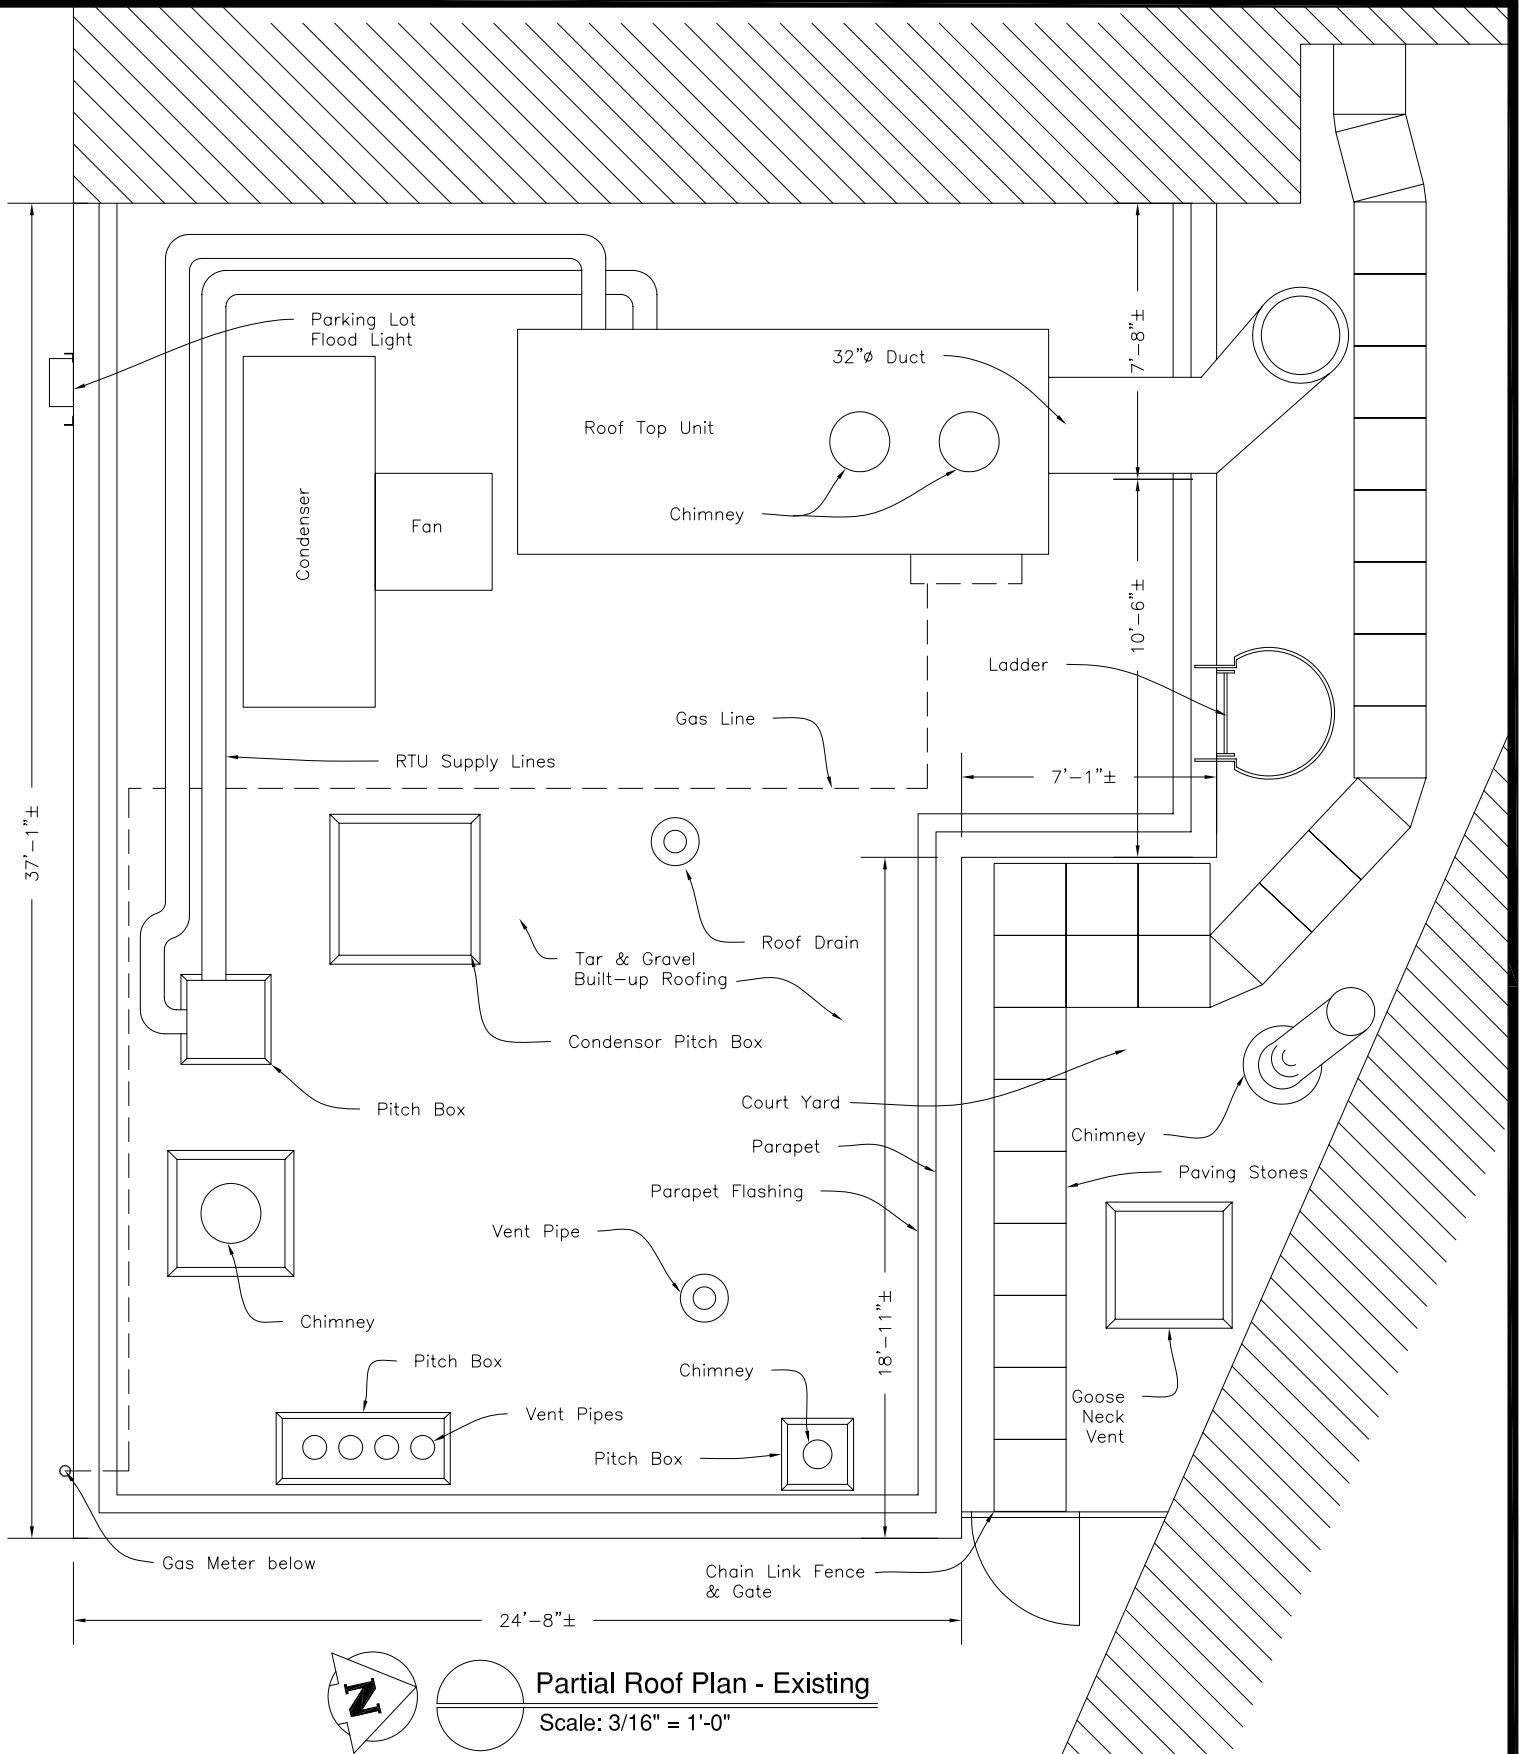 Parking Lot
Flood Light
32"ø Duct
7'-8"±
Roof Top Unit
Chimney
Condenser
Fan
10'-6"±
Ladder
Gas Line
RTU Supply Lines
7'-1"±
37'-1"±
Roof Drain
Tar & Gravel
Built-up Roofing
Condensor Pitch Box
Pitch Box
Court Yard
Chimney
Parapet
Paving Stones
Parapet Flashing
Vent Pipe
18'-11"±
Chimney
Pitch Box
Chimney
Vent Pipes
Pitch Box
Goose
Neck
Vent
Gas Meter below
Chain Link Fence
& Gate
24'-8"±
N
Partial Roof Plan - Existing
Scale: 3/16" = 1'-0"